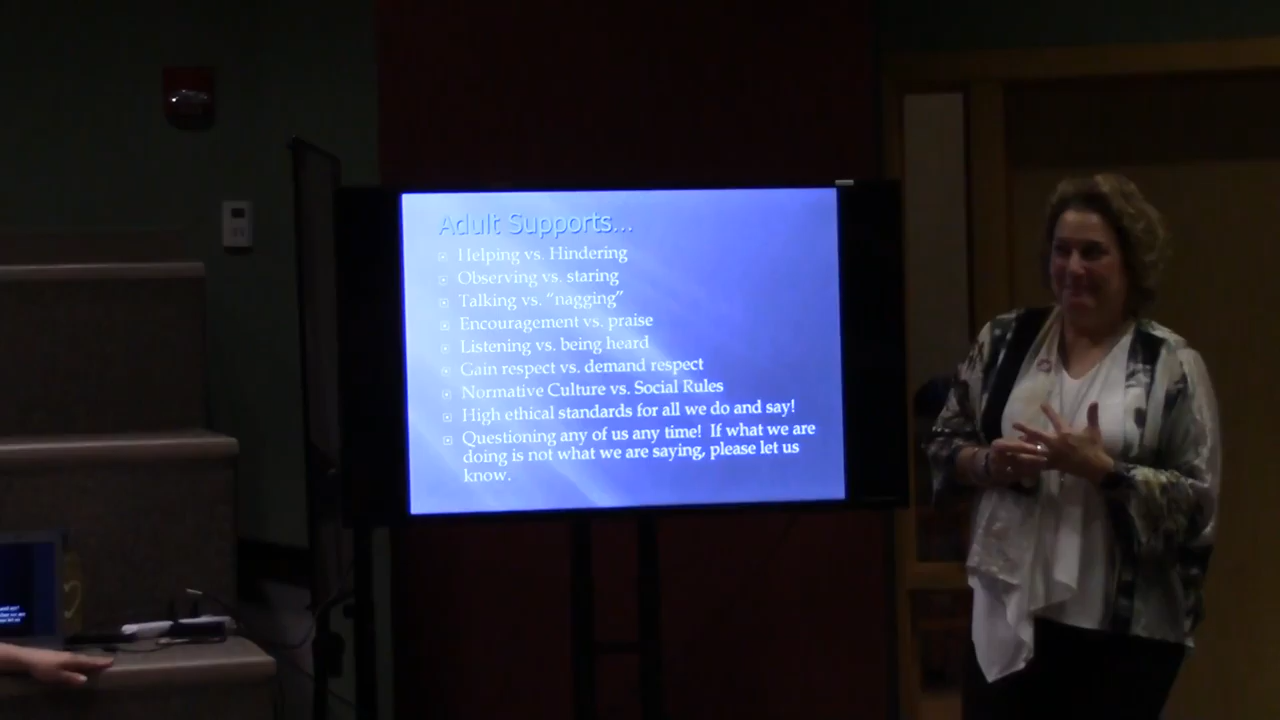 Adult Supports...
Helping vs. Hindering
Observing vs. staring
Talking vs. “nagging”
Encouragement vs. praise
Listening vs. being heard
Gain respect vs. demand respect
Normative Culture vs. Social Rules
High ethical standards for all we do and say!
Questioning any of us any time!  If what we are
doing is not what we are saying, please let us
know.